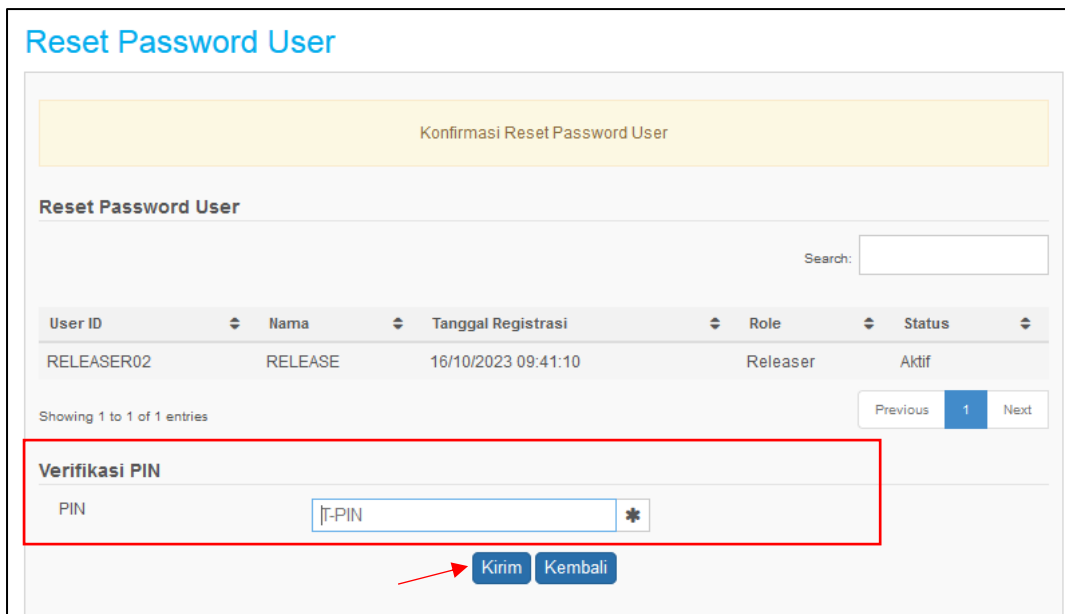 Reset Password User
Konfirmasi Reset Password User
Reset Password User
Search:
User ID Nama Tanggal Registrasi Role Status
RELEASER02 RELEASE 16/10/2023 09:41:10 Releaser Aktif
Showing 1 to 1 of 1 entries
Previous 1 Next
Verifikasi PIN
PIN T-PIN
Kirim Kembali